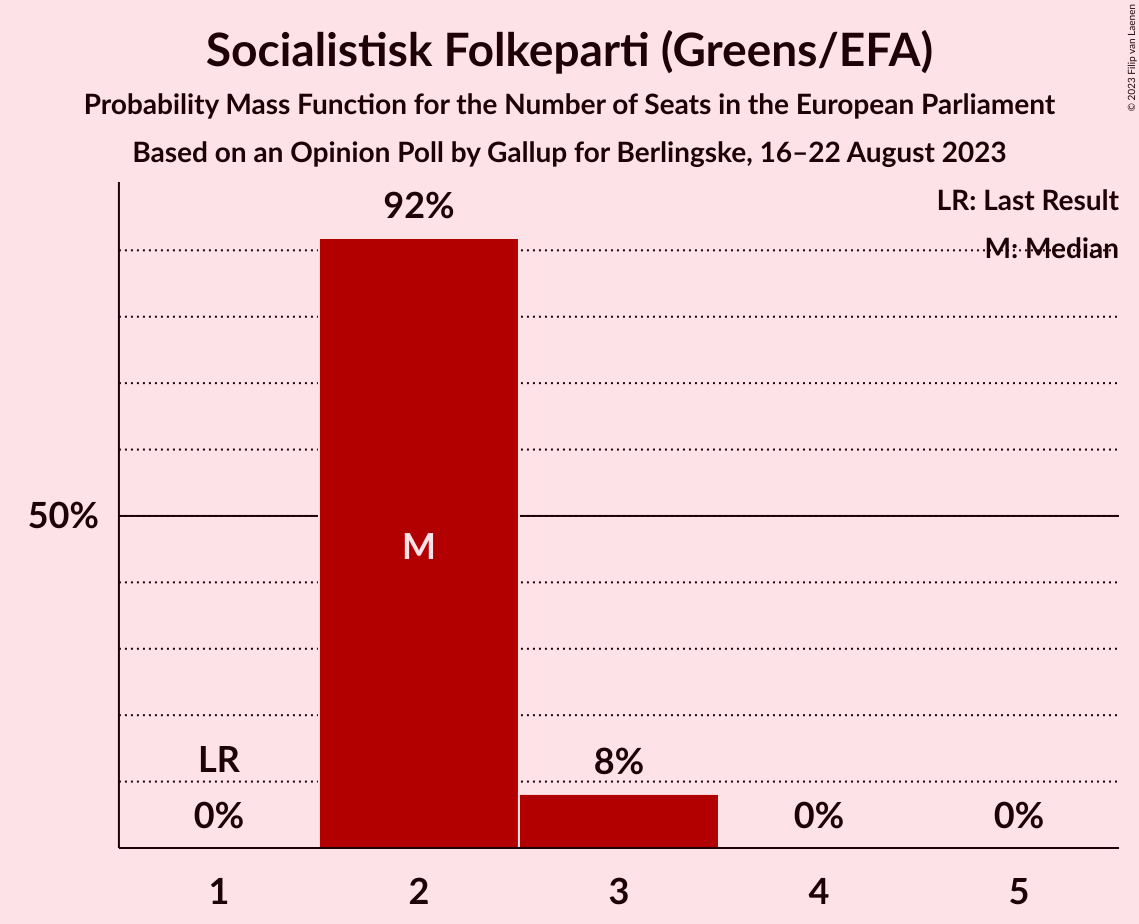 Socialistisk Folkeparti (Greens/EFA)
Probability Mass Function for the Number of Seats in the European Parliament
Based on an Opinion Poll by Gallup for Berlingske, 16–22 August 2023
© 2023 Filip van Laenen
LR: Last Result
M: Median
92%
50%
M
LR
0%
8%
0%
0%
1
2
3
4
5